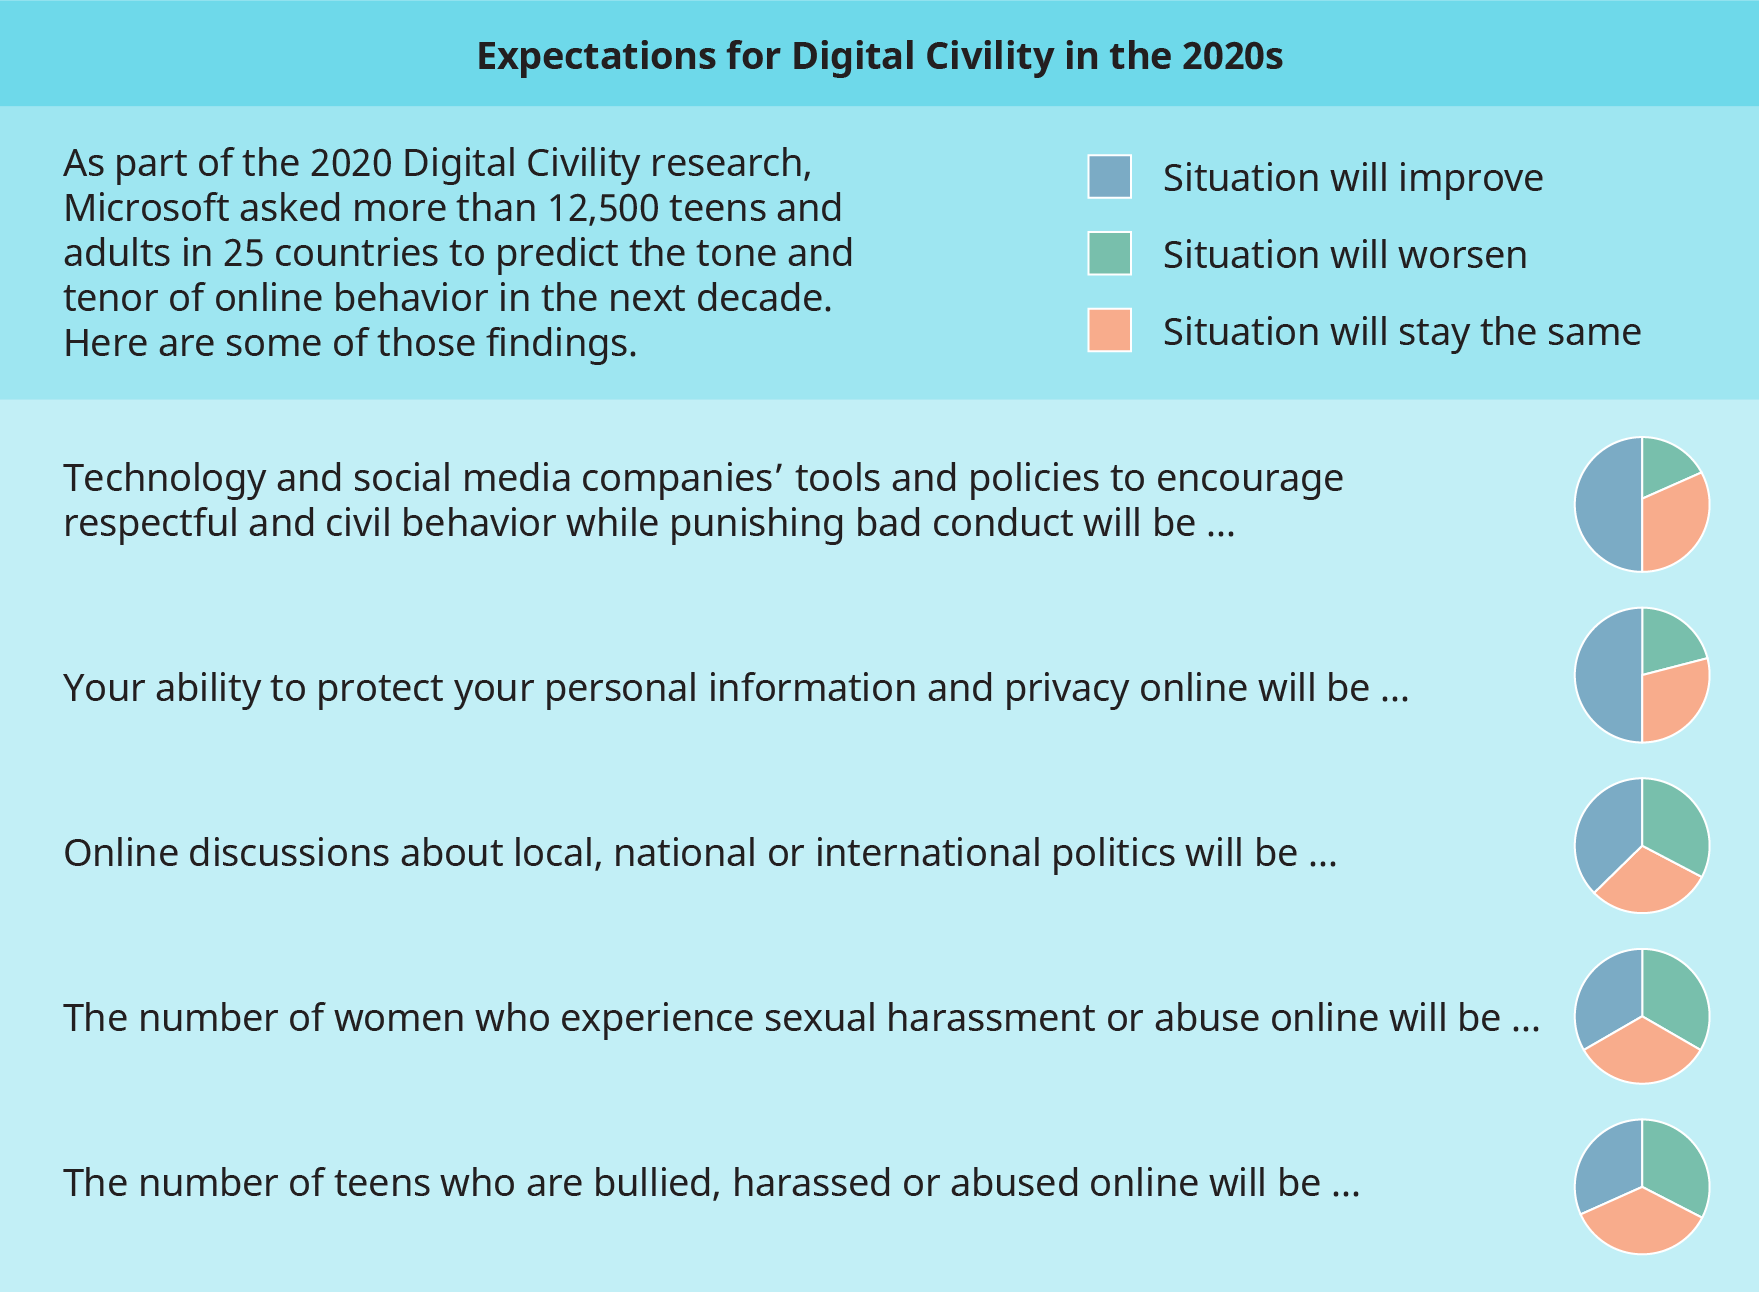 Expectations for Digital Civility in the 2020s
As part of the 2020 Digital Civility research,
Microsoft asked more than 12,500 teens and
adults in 25 countries to predict the tone and
tenor of online behavior in the next decade.
Here are some of those findings.
Situation will improve
Situation will worsen
Situation will stay the same
Technology and social media companies’ tools and policies to encourage
respectful and civil behavior while punishing bad conduct will be ...
Your ability to protect your personal information and privacy online will be ...
Online discussions about local, national or international politics will be ...
The number of women who experience sexual harassment or abuse online will be ...
The number of teens who are bullied, harassed or abused online will be ...